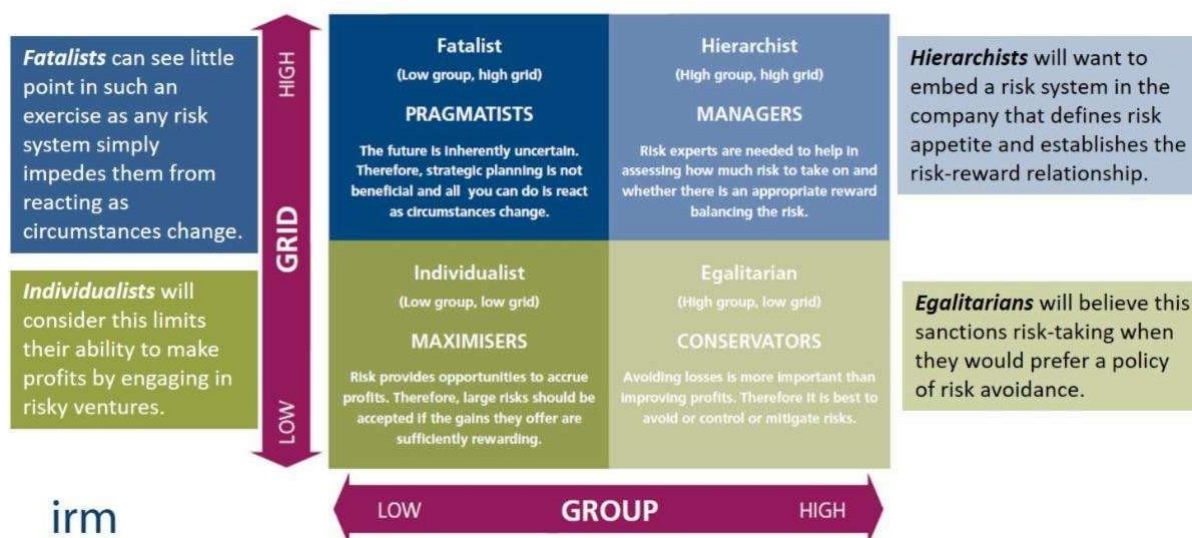 Fatalists can see little
point in such an
exercise as any risk
system simply
impedes them from
reacting as
circumstances change.
Individualists will
consider this limits
their ability to make
profits by engaging in
risky ventures.
HIGH
GRID
LOW
Fatalist
(Low group, high grid)
PRAGMATISTS
The future is inherently uncertain.
Therefore, strategic planning is not
beneficial and all you can do is react
as circumstances change.
Hierarchist
(High group, high grid)
MANAGERS
Risk experts are needed to help in
assessing how much risk to take on and
whether there is an appropriate reward
balancing the risk.
Individualist
(Low group, low grid)
MAXIMISERS
Risk provides opportunities to accrue
profits. Therefore, large risks should be
accepted if the gains they offer are
sufficiently rewarding.
Egalitarian
(High group, low grid)
CONSERVATORS
Avoiding losses is more important than
improving profits. Therefore it is best to
avoid or control or mitigate risks.
Hierarchists will want to
embed a risk system in the
company that defines risk
appetite and establishes the
risk-reward relationship.
Egalitarians will believe this
sanctions risk-taking when
they would prefer a policy
of risk avoidance.
LOW
GROUP
HIGH
irm